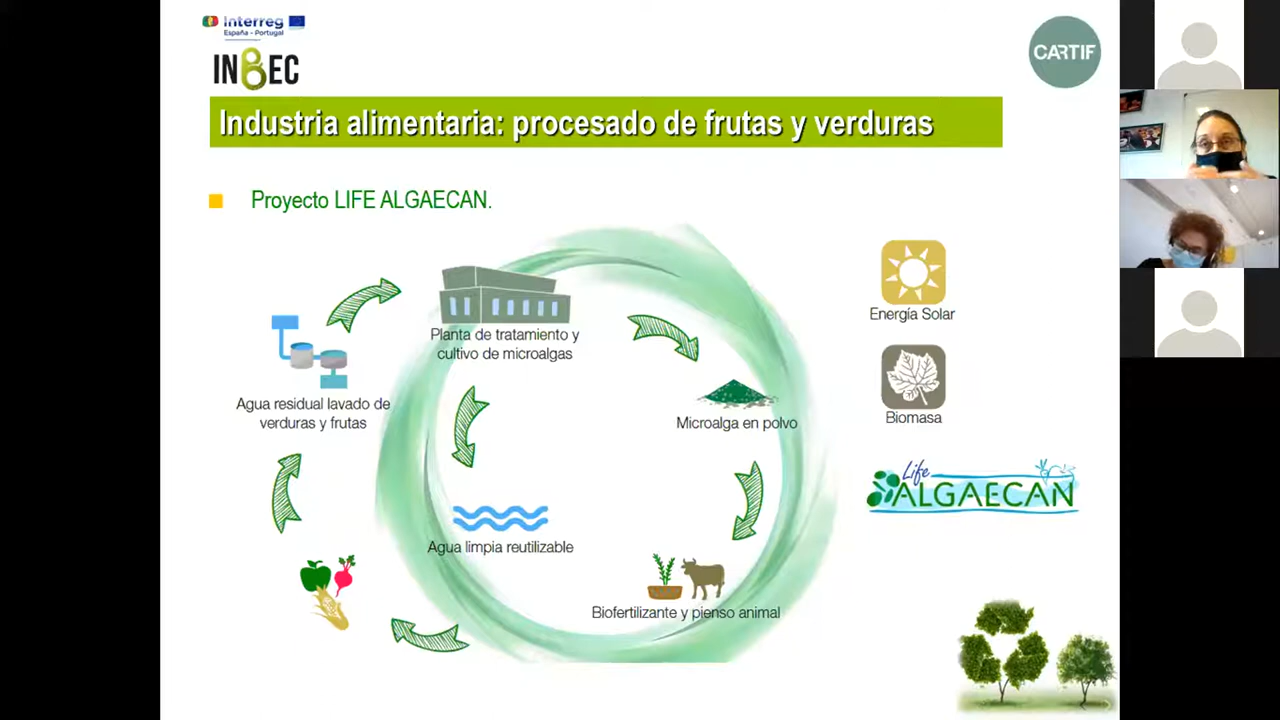 Interreg
España - Portugal
INBEC
CARTIF
Industria alimentaria: procesado de frutas y verduras
Proyecto LIFE ALGAECAN.
Planta de tratamiento y
cultivo de microalgas
Energía Solar
Agua residual lavado de
verduras y frutas
Microalga en polvo
Biomasa
Life
ALGAECAN
Agua limpia reutilizable
Biofertilizante y pienso animal